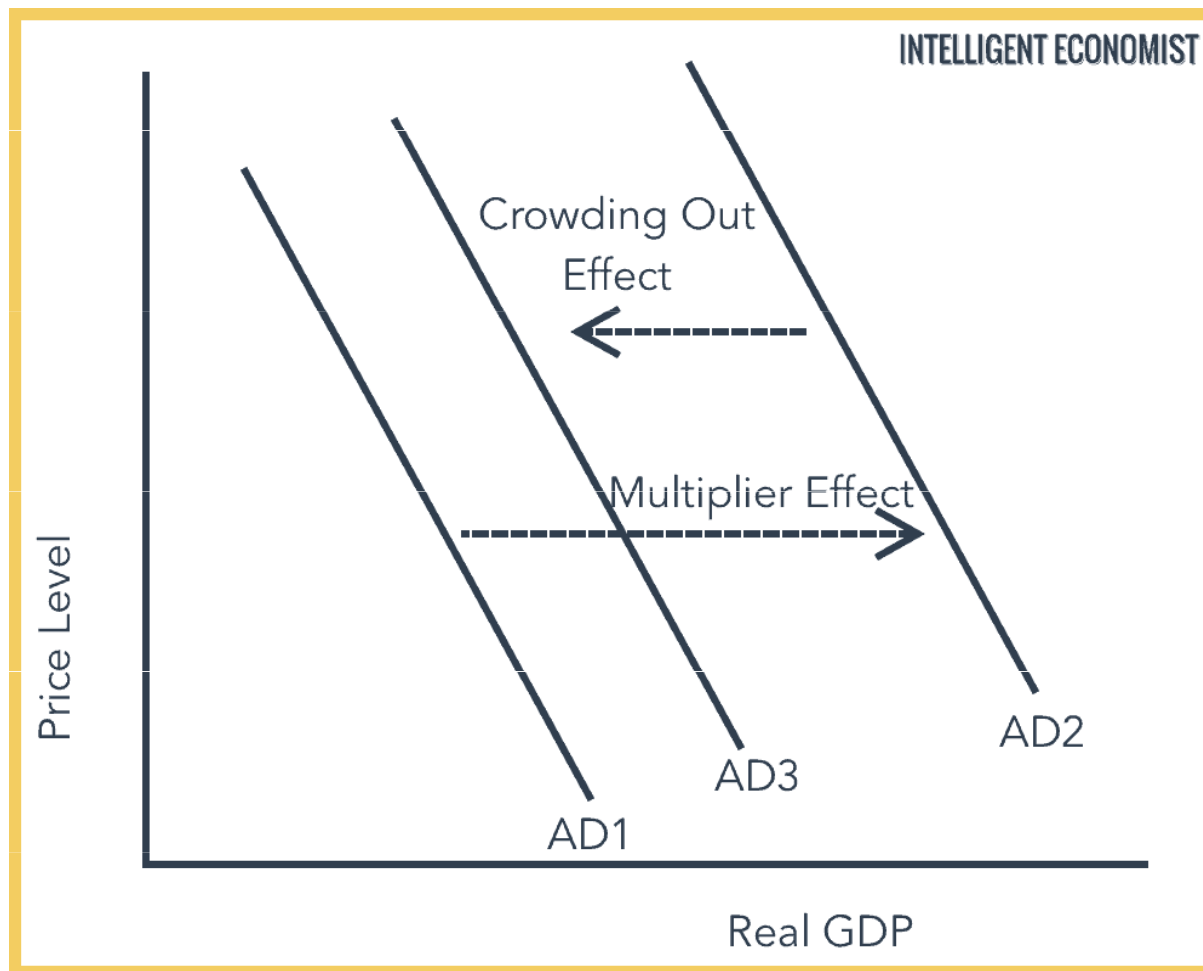 INTELLIGENT ECONOMIST
Crowding Out
Effect
Multiplier Effect
Price Level
AD2
AD3
AD1
Real GDP